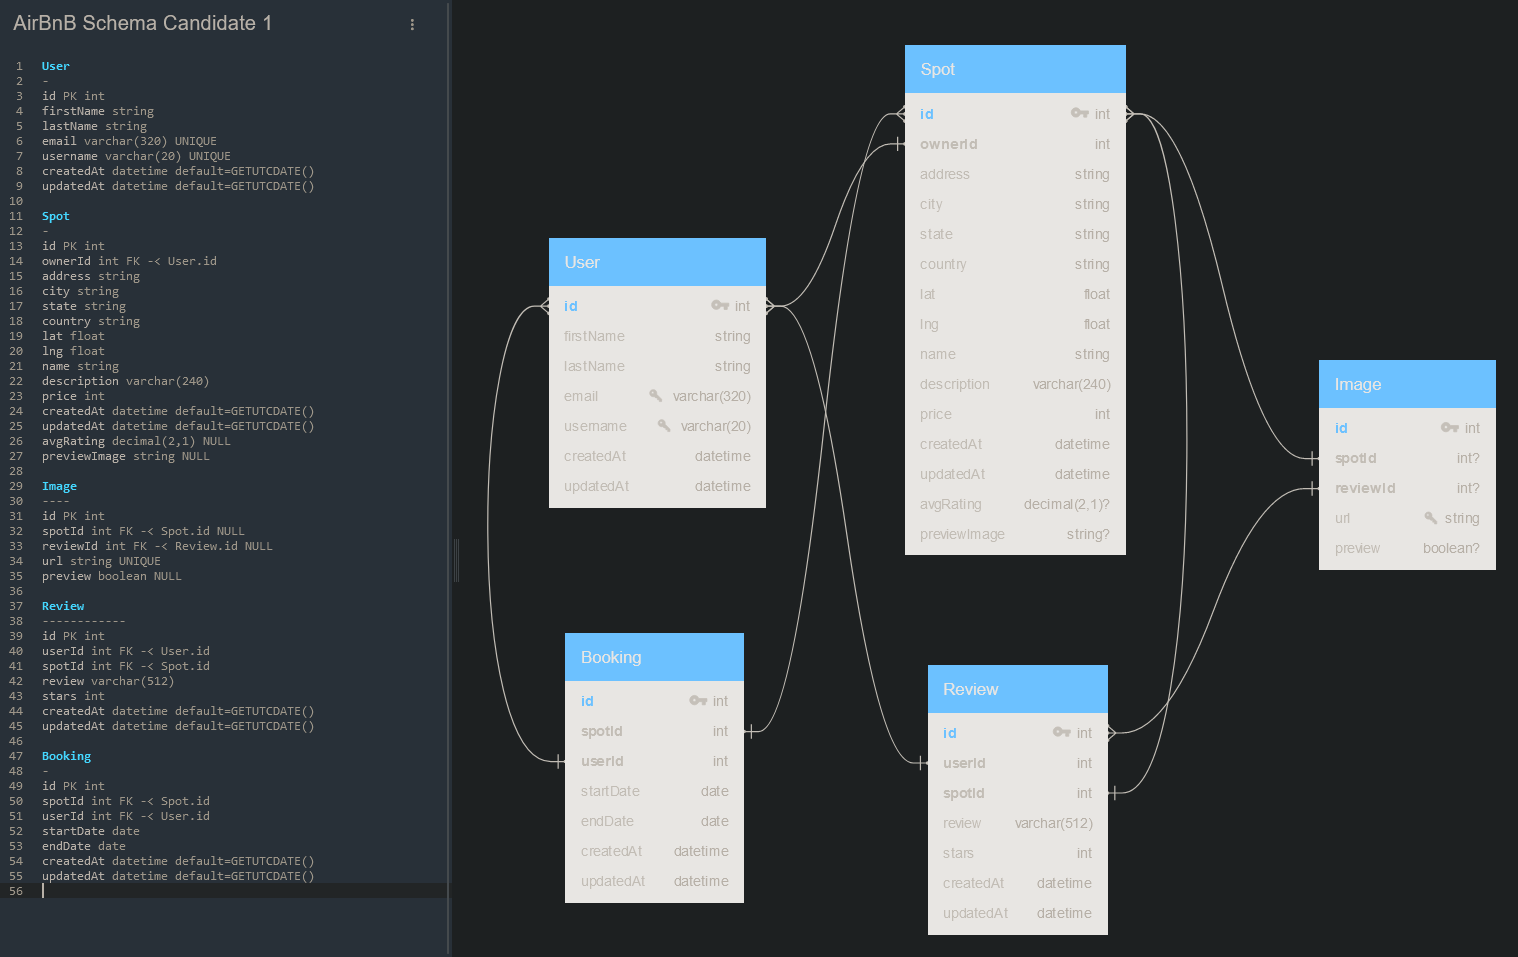 AirBnB Schema Candidate 1
1 User
2 -
3 id PK int
4 firstName string
5 lastName string
6 email varchar(320) UNIQUE
7 username varchar(20) UNIQUE
8 createdAt datetime default=GETUTCDATE()
9 updatedAt datetime default=GETUTCDATE()
10
11 Spot
12 -
13 id PK int
14 ownerId int FK -< User.id
15 address string
16 city string
17 state string
18 country string
19 lat float
20 lng float
21 name string
22 description varchar(240)
23 price int
24 createdAt datetime default=GETUTCDATE()
25 updatedAt datetime default=GETUTCDATE()
26 avgRating decimal(2,1) NULL
27 previewImage string NULL
28
29 Image
30 ----
31 id PK int
32 spotId int FK -< Spot.id NULL
33 reviewId int FK -< Review.id NULL
34 url string UNIQUE
35 preview boolean NULL
36
37 Review
38 ------------
39 id PK int
40 userId int FK -< User.id
41 spotId int FK -< Spot.id
42 review varchar(512)
43 stars int
44 createdAt datetime default=GETUTCDATE()
45 updatedAt datetime default=GETUTCDATE()
46
47 Booking
48 -
49 id PK int
50 spotId int FK -< Spot.id
51 userId int FK -< User.id
52 startDate date
53 endDate date
54 createdAt datetime default=GETUTCDATE()
55 updatedAt datetime default=GETUTCDATE()
56
User
id int
firstName string
lastName string
email varchar(320)
username varchar(20)
createdAt datetime
updatedAt datetime
Spot
id int
ownerId int
address string
city string
state string
country string
lat float
lng float
name string
description varchar(240)
price int
createdAt datetime
updatedAt datetime
avgRating decimal(2,1)?
previewImage string?
Image
id int
spotId int?
reviewId int?
url string
preview boolean?
Booking
id int
spotId int
userId int
startDate date
endDate date
createdAt datetime
updatedAt datetime
Review
id int
userId int
spotId int
review varchar(512)
stars int
createdAt datetime
updatedAt datetime